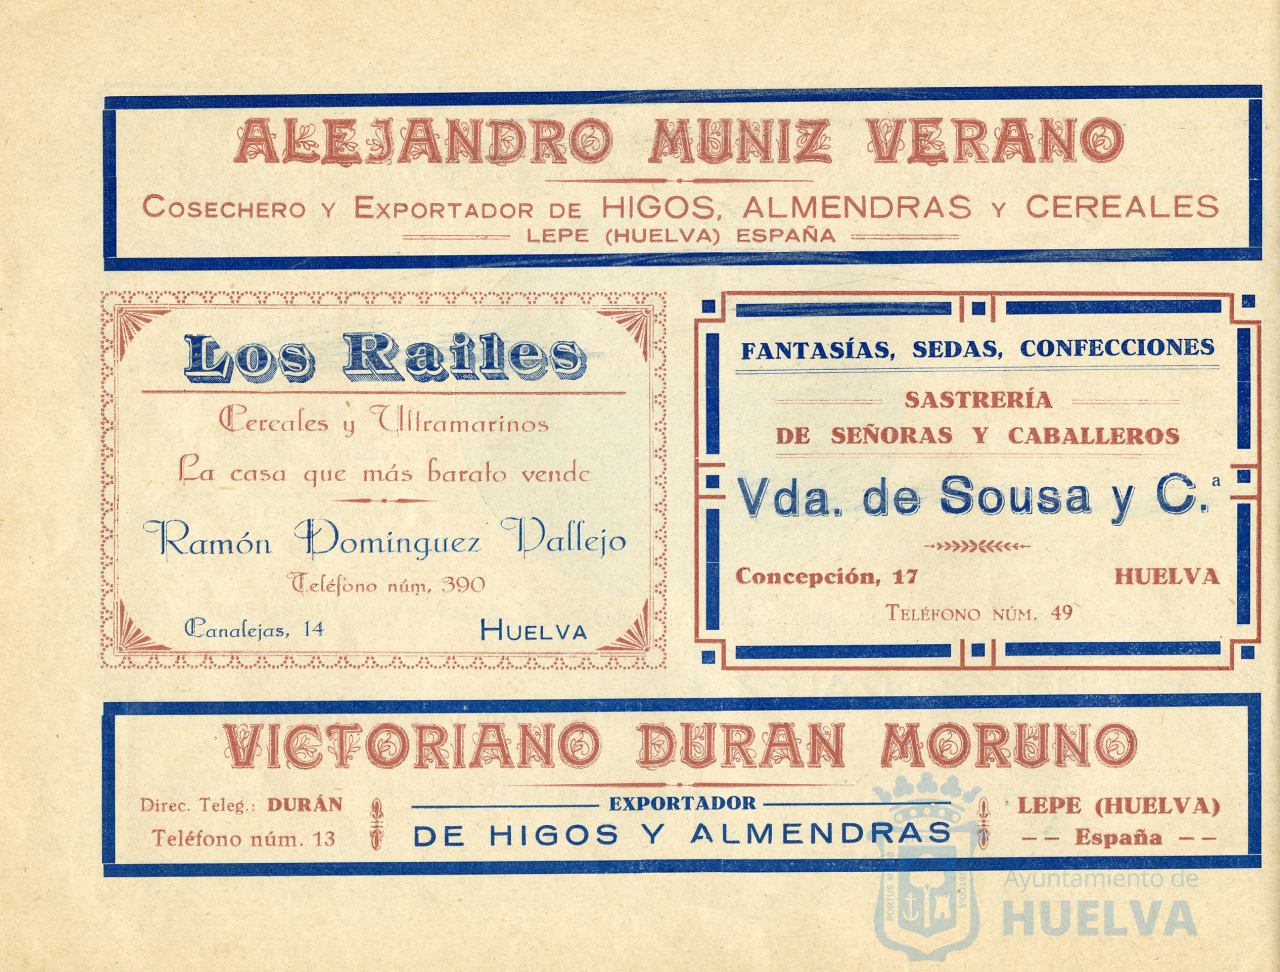 ALEJANDRO MUNIZ VERANO
COSECHERO Y EXPORTADOR DE HIGOS, ALMENDRAS Y CEREALES
LEPE (HUELVA) ESPAÑA
Los Railes
Cereales y Ultramarinos
La casa que más barato vende
Ramón Dominguez Vallejo
Teléfono núm, 390
Canalejas, 14 HUELVA
FANTASÍAS, SEDAS, CONFECCIONES
SASTRERÍA
DE SEÑORAS Y CABALLEROS
Vda. de Sousa y C.ª
Concepción, 17 HUELVA
TELÉFONO NÚM. 49
VICTORIANO DURAN MORUNO
Direc. Teleg.: DURÁN
Teléfono núm. 13
EXPORTADOR
DE HIGOS Y ALMENDRAS
LEPE (HUELVA)
-- España --
Ayuntamiento de
HUELVA